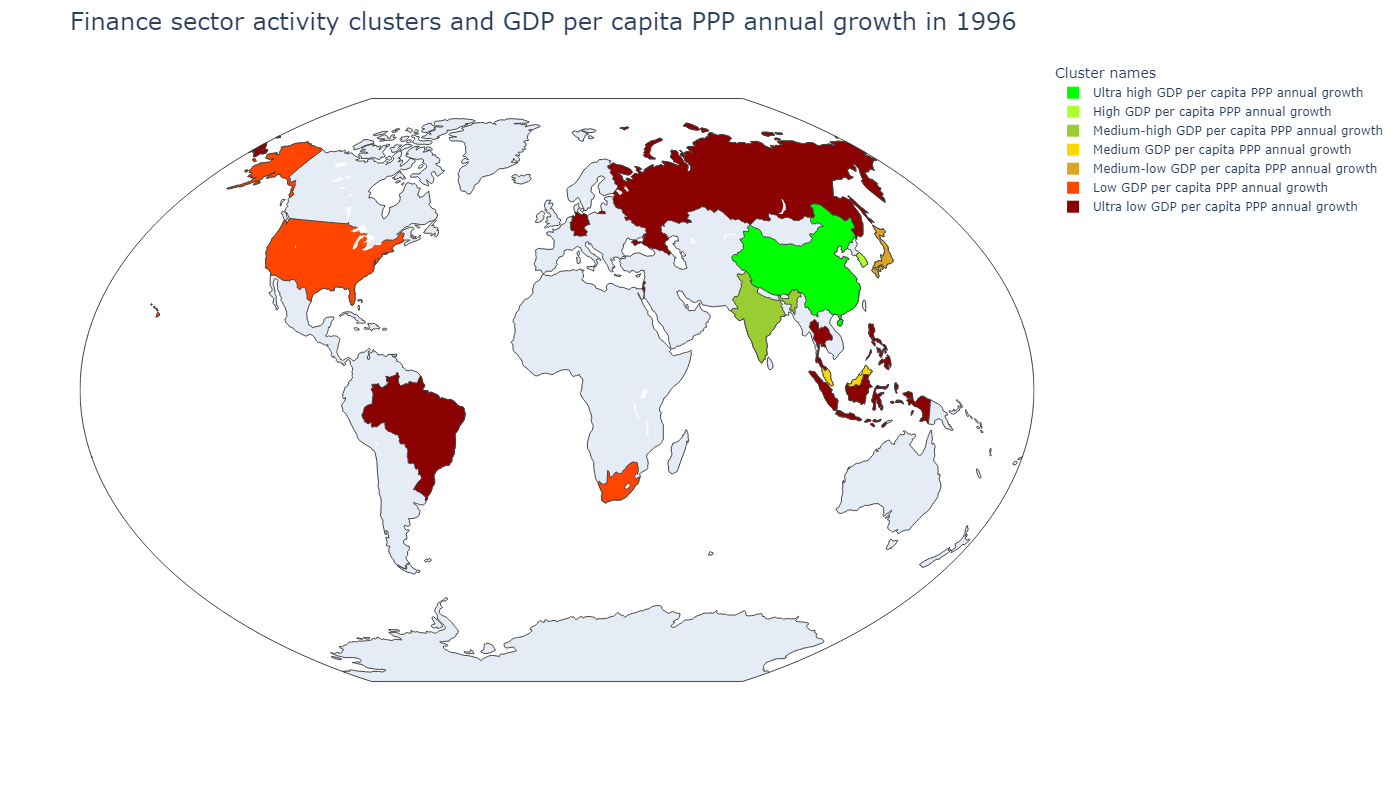 Finance sector activity clusters and GDP per capita PPP annual growth in 1996
Cluster names
Ultra high GDP per capita PPP annual growth
High GDP per capita PPP annual growth
Medium-high GDP per capita PPP annual growth
Medium GDP per capita PPP annual growth
Medium-low GDP per capita PPP annual growth
Low GDP per capita PPP annual growth
Ultra low GDP per capita PPP annual growth